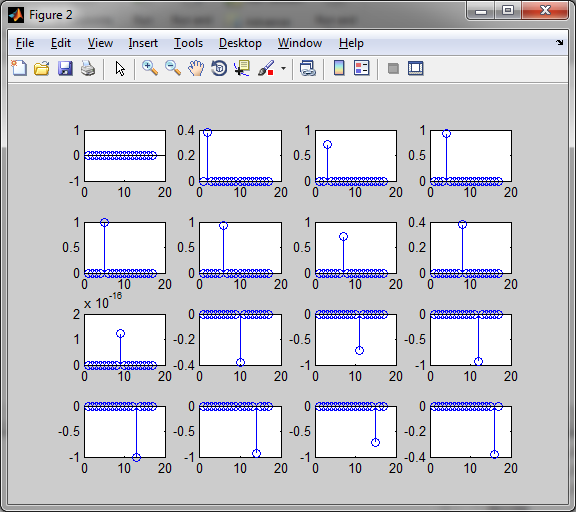 Figure 2
File Edit View Insert Tools Desktop Window Help
1 0.4 1 1
0 0.2 0.5 0.5
-1 0 0 0
0 10 20 0 10 20 0 10 20 0 10 20
1 1 1 0.4
0.5 0.5 0.5 0.2
0 0 0 0
0 10 20 0 10 20 0 10 20 0 10 20
x 10-16
2 0 0 0
1 -0.2 -0.5 -0.5
0 -0.4 -1 -1
0 10 20 0 10 20 0 10 20 0 10 20
0 0 0 0
-0.5 -0.5 -0.5 -0.2
-1 -1 -1 -0.4
0 10 20 0 10 20 0 10 20 0 10 20